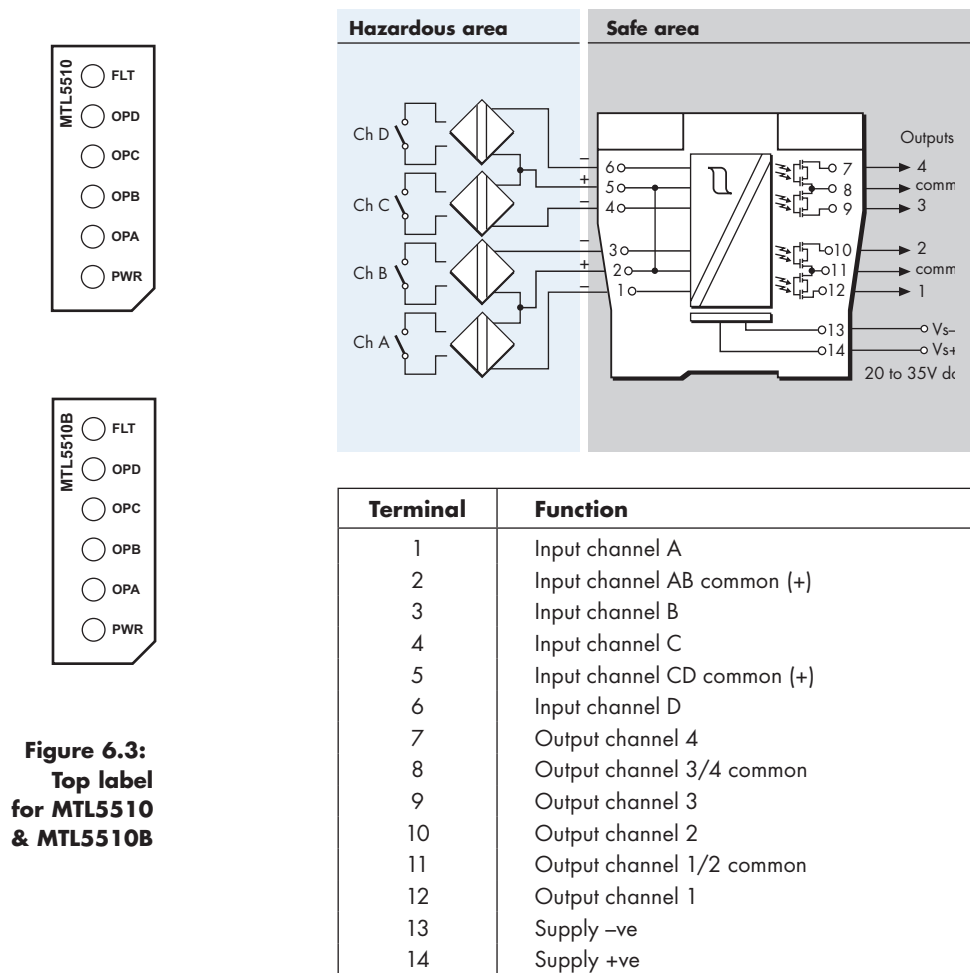 MTL5510
FLT
OPD
OPC
OPB
OPA
PWR
MTL5510B
FLT
OPD
OPC
OPB
OPA
PWR
Figure 6.3:
Top label
for MTL5510
& MTL5510B
Hazardous area
Safe area
Ch D
Ch C
Ch B
Ch A
–
+
–
–
+
–
6
5
4
3
2
1
Outputs
7 4
8 comm
9 3
10 2
11 comm
12 1
13 Vs–
14 Vs+
20 to 35V dc
Terminal Function
1 Input channel A
2 Input channel AB common (+)
3 Input channel B
4 Input channel C
5 Input channel CD common (+)
6 Input channel D
7 Output channel 4
8 Output channel 3/4 common
9 Output channel 3
10 Output channel 2
11 Output channel 1/2 common
12 Output channel 1
13 Supply –ve
14 Supply +ve